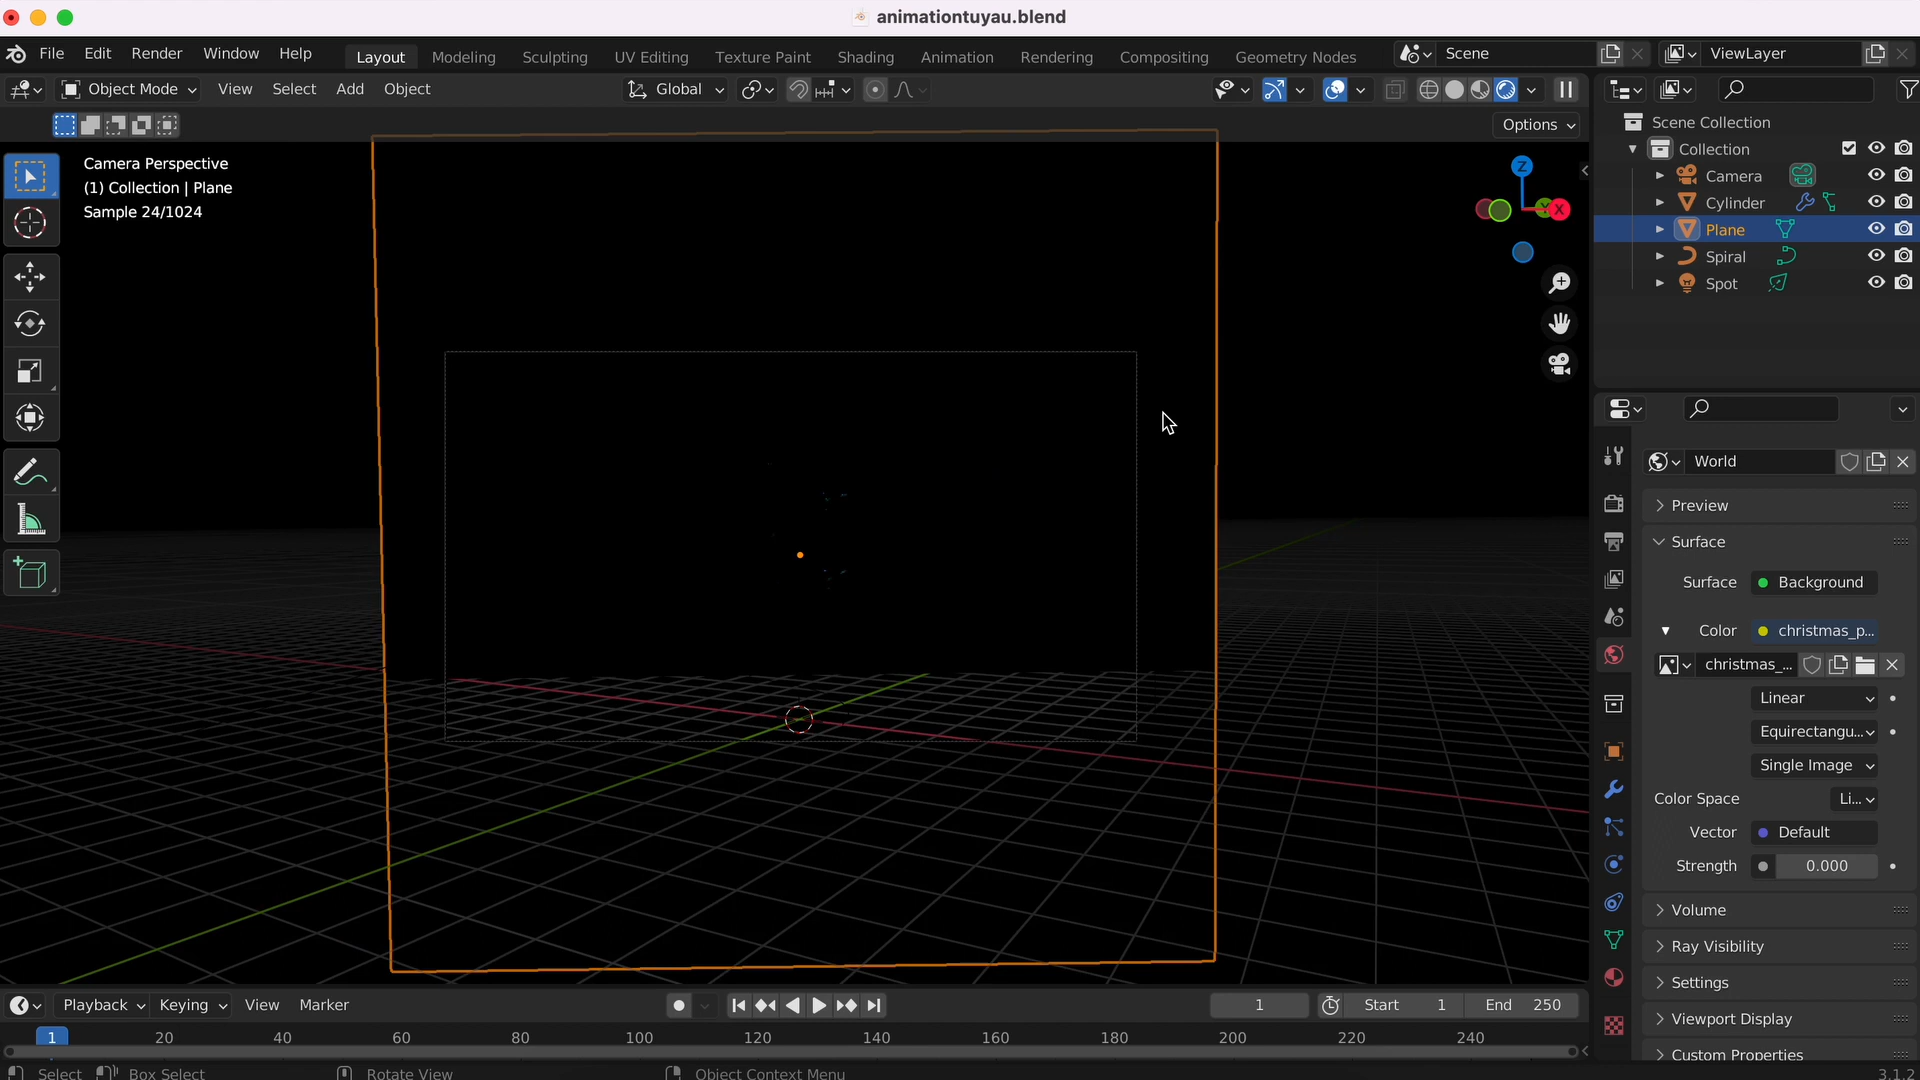 animationtuyau.blend
File Edit Render Window Help
Layout Modeling Sculpting UV Editing Texture Paint Shading Animation Rendering Compositing Geometry Nodes
Scene
ViewLayer
Object Mode View Select Add Object
Global
Options
Camera Perspective
(1) Collection | Plane
Sample 24/1024
Z
Y
X
Scene Collection
Collection
Camera
Cylinder
Plane
Spiral
Spot
World
Preview
Surface
Surface Background
Color christmas_p...
christmas_...
Linear
Equirectangu...
Single Image
Color Space Li...
Vector Default
Strength 0.000
Volume
Ray Visibility
Settings
Viewport Display
Custom Properties
Playback Keying View Marker
1 Start 1 End 250
1 20 40 60 80 100 120 140 160 180 200 220 240
Select Box Select Rotate View Object Context Menu 3.1.2